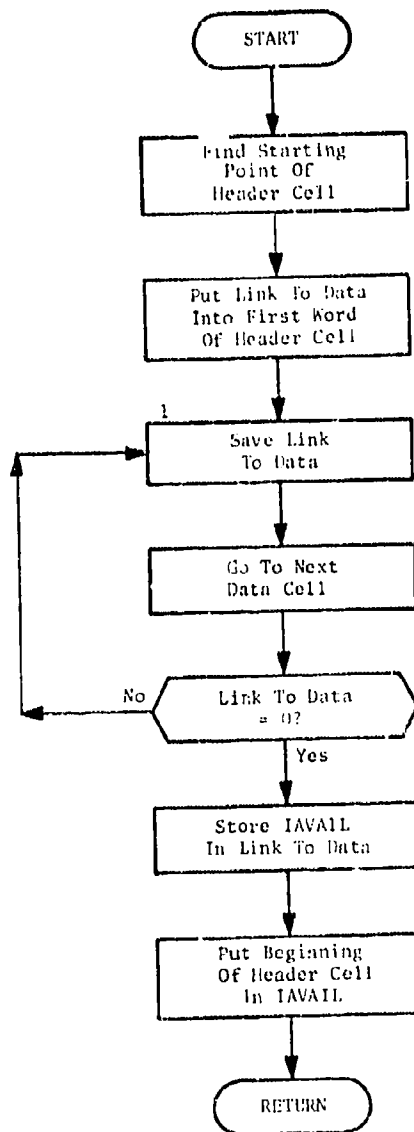 START
Find Starting
Point Of
Header Cell
Put Link To Data
Into First Word
Of Header Cell
1
Save Link
To Data
Go To Next
Data Cell
No
Link To Data
= 0?
Yes
Store IAVAIL
In Link To Data
Put Beginning
Of Header Cell
In IAVAIL
RETURN